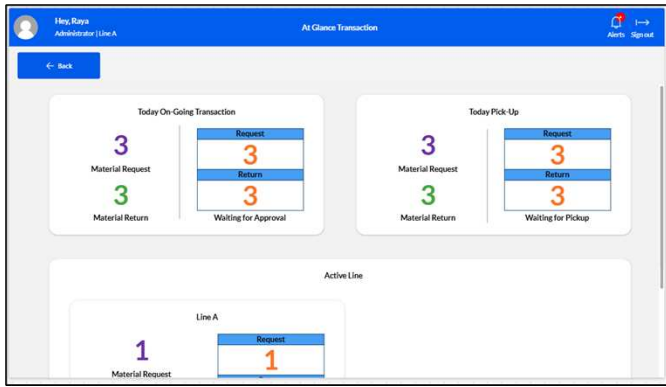 Hey, Raya
Administrator | Line A
At Glance Transaction
Alerts
Sign out
← Back
Today On-Going Transaction
3
Material Request
3
Material Return
Request
3
Return
3
Waiting for Approval
Today Pick-Up
3
Material Request
3
Material Return
Request
3
Return
3
Waiting for Pickup
Active Line
Line A
1
Material Request
Request
1